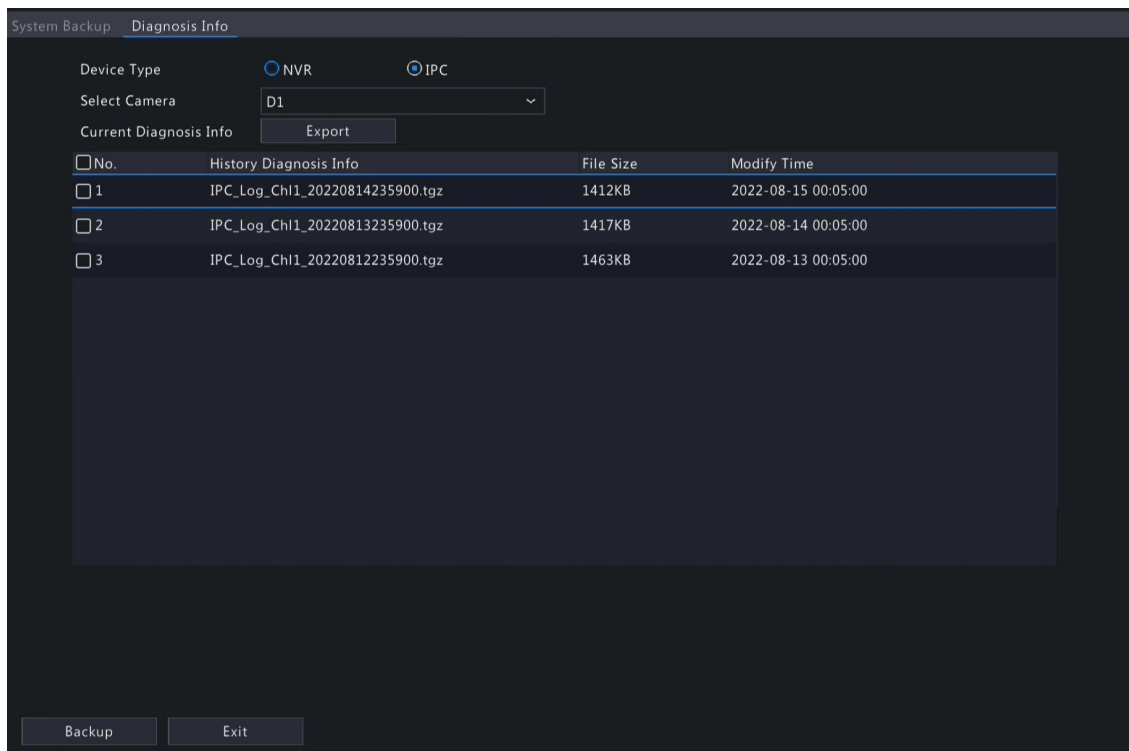 System Backup Diagnosis Info
Device Type NVR IPC
Select Camera D1
Current Diagnosis Info Export
No. History Diagnosis Info File Size Modify Time
1 IPC_Log_Chl1_20220814235900.tgz 1412KB 2022-08-15 00:05:00
2 IPC_Log_Chl1_20220813235900.tgz 1417KB 2022-08-14 00:05:00
3 IPC_Log_Chl1_20220812235900.tgz 1463KB 2022-08-13 00:05:00
Backup Exit